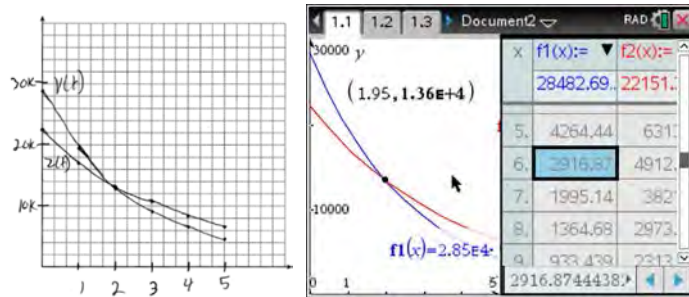 30K
y(t)
20K
z(t)
10K
1 2 3 4 5
1.1 1.2 1.3 Document2 RAD
30000 y
(1.95, 1.36E+4)
10000
f1(x)=2.85E4·
0 1 5
x f1(x):= f2(x):=
28482.69.. 22151.
5. 4264.44 631
6. 2916.87 4912.
7. 1995.14 382
8. 1364.68 2973.
9. 933.439 2313.
2916.8744438